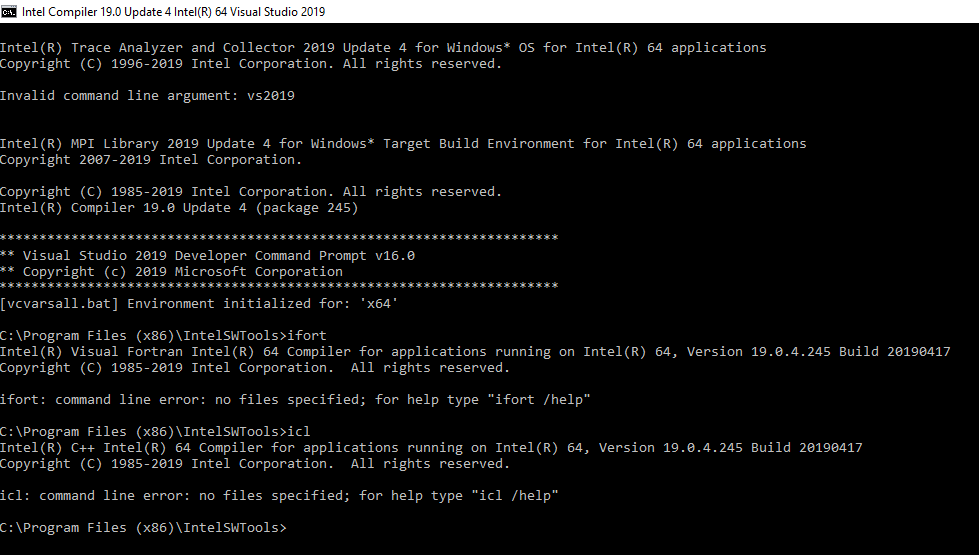 Intel Compiler 19.0 Update 4 Intel(R) 64 Visual Studio 2019
Intel(R) Trace Analyzer and Collector 2019 Update 4 for Windows* OS for Intel(R) 64 applications
Copyright (C) 1996-2019 Intel Corporation. All rights reserved.
Invalid command line argument: vs2019
Intel(R) MPI Library 2019 Update 4 for Windows* Target Build Environment for Intel(R) 64 applications
Copyright 2007-2019 Intel Corporation.
Copyright (C) 1985-2019 Intel Corporation. All rights reserved.
Intel(R) Compiler 19.0 Update 4 (package 245)
**********************************************************************
** Visual Studio 2019 Developer Command Prompt v16.0
** Copyright (c) 2019 Microsoft Corporation
**********************************************************************
[vcvarsall.bat] Environment initialized for: 'x64'
C:\Program Files (x86)\IntelSWTools>ifort
Intel(R) Visual Fortran Intel(R) 64 Compiler for applications running on Intel(R) 64, Version 19.0.4.245 Build 20190417
Copyright (C) 1985-2019 Intel Corporation.  All rights reserved.
ifort: command line error: no files specified; for help type "ifort /help"
C:\Program Files (x86)\IntelSWTools>icl
Intel(R) C++ Intel(R) 64 Compiler for applications running on Intel(R) 64, Version 19.0.4.245 Build 20190417
Copyright (C) 1985-2019 Intel Corporation.  All rights reserved.
icl: command line error: no files specified; for help type "icl /help"
C:\Program Files (x86)\IntelSWTools>